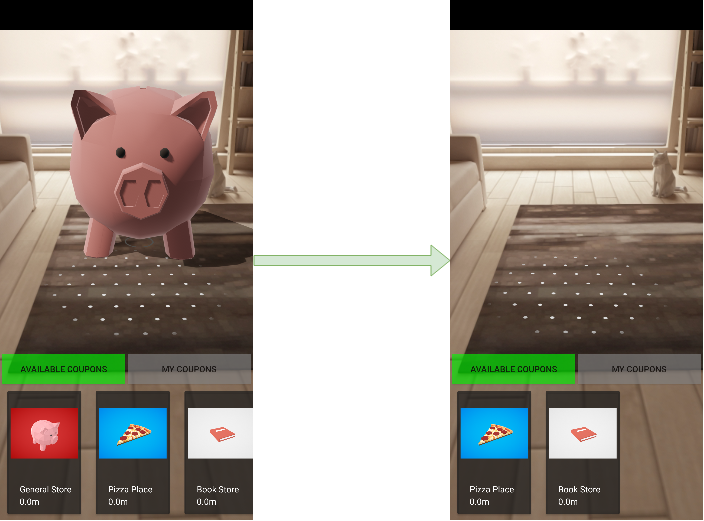 AVAILABLE COUPONS
MY COUPONS
General Store
0.0m
Pizza Place
0.0m
Book Store
0.0m
AVAILABLE COUPONS
MY COUPONS
Pizza Place
0.0m
Book Store
0.0m